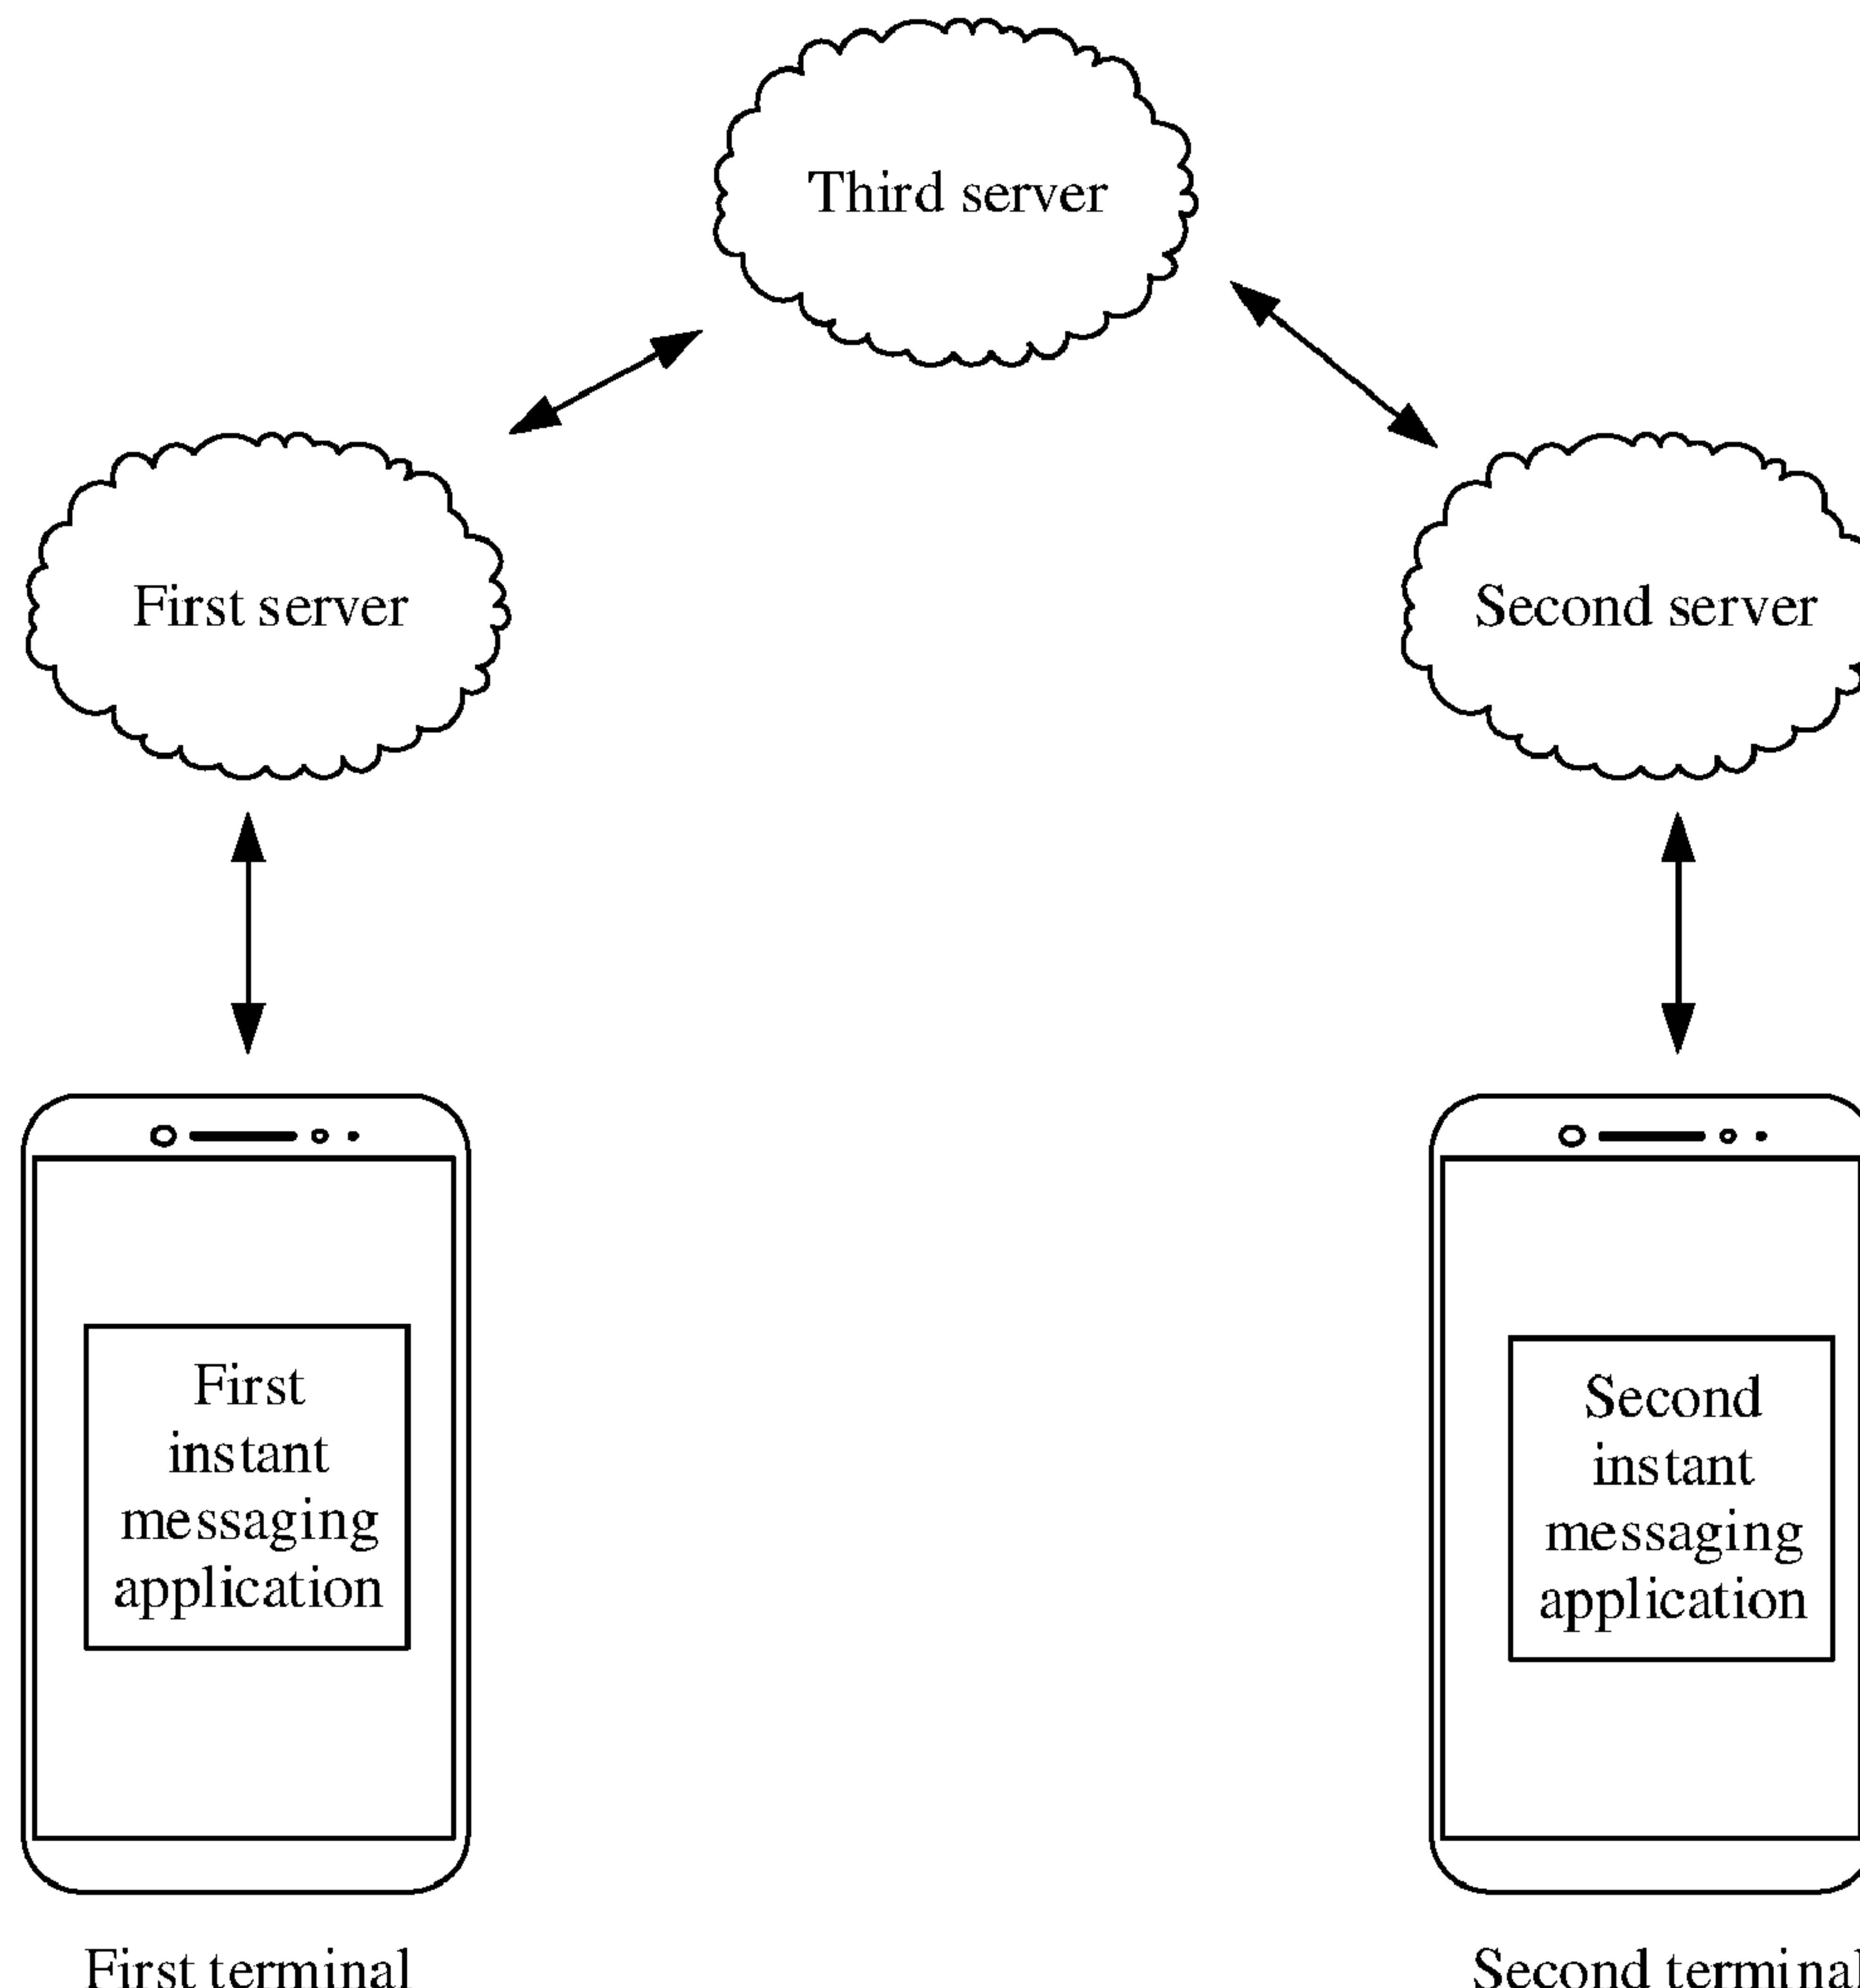 Third server
First server
Second server
First
instant
messaging
application
Second
instant
messaging
application
First terminal
Second terminal